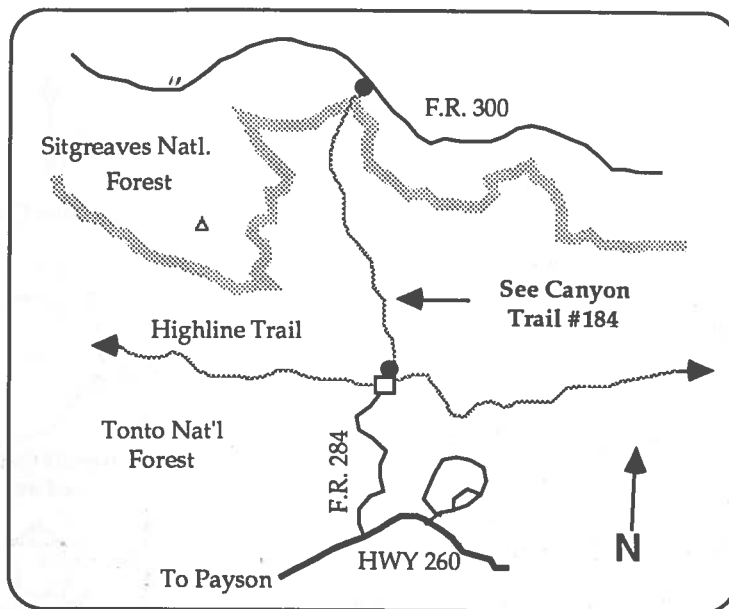 F.R. 300
Sitgreaves Natl.
Forest
See Canyon
Trail #184
Highline Trail
Tonto Nat'l
Forest
F.R. 284
N
HWY 260
To Payson